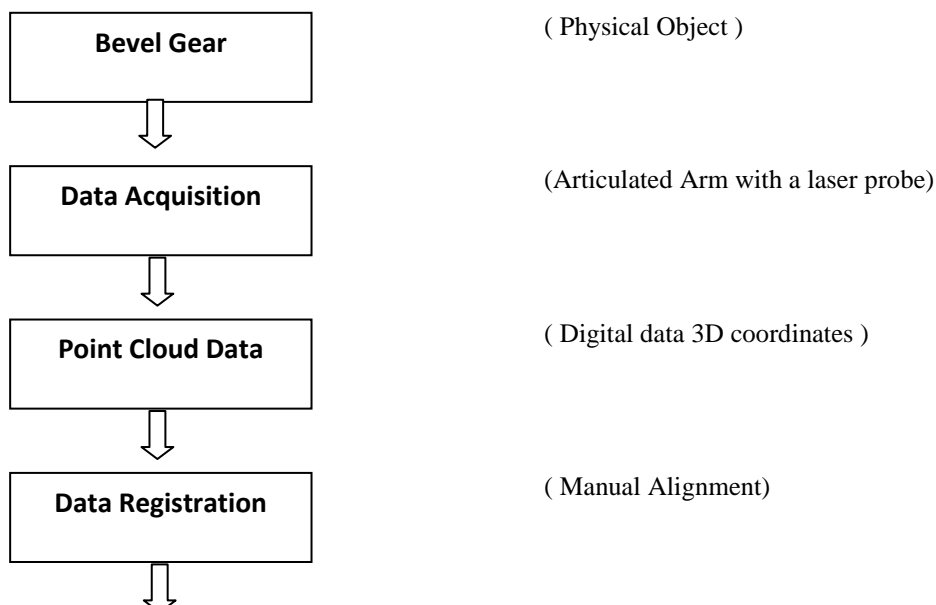 Bevel Gear
( Physical Object )
Data Acquisition
(Articulated Arm with a laser probe)
Point Cloud Data
( Digital data 3D coordinates )
Data Registration
( Manual Alignment)